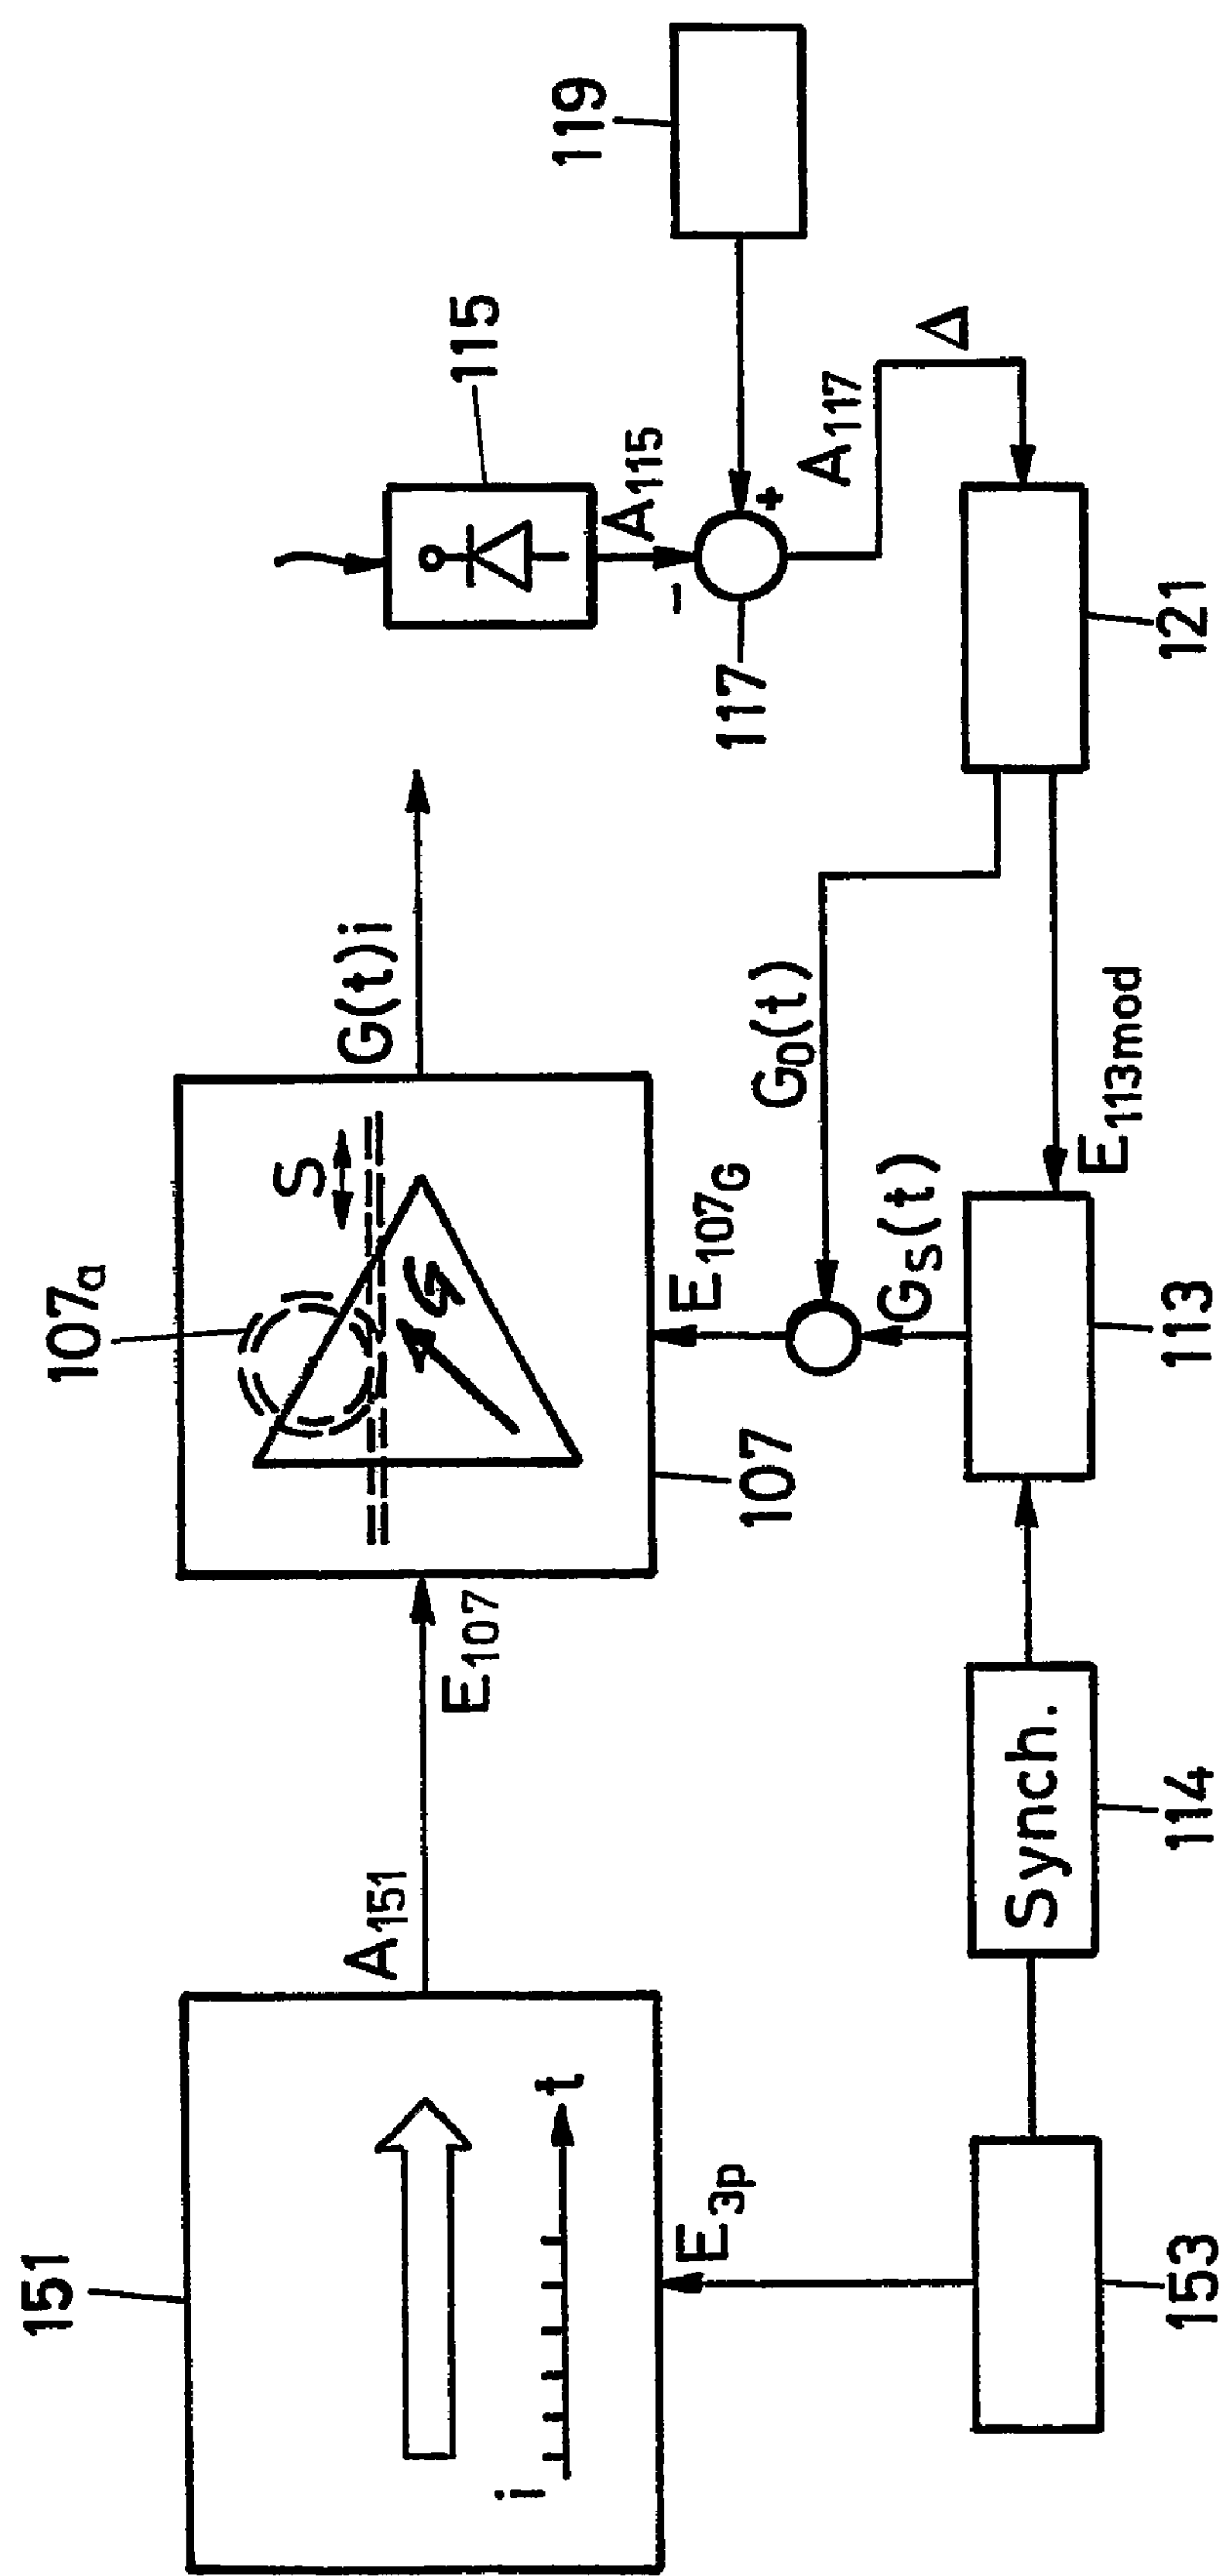 151
i
t
A₁₅₁
E₁₀₇
107a
S
G
107
G(t)i
115
A₁₁₅
119
-
+
117
A₁₁₇
Δ
E₃ₚ
E₁₀₇G
G₀(t)
Gₛ(t)
E₁₁₃mod
153
Synch.
114
113
121